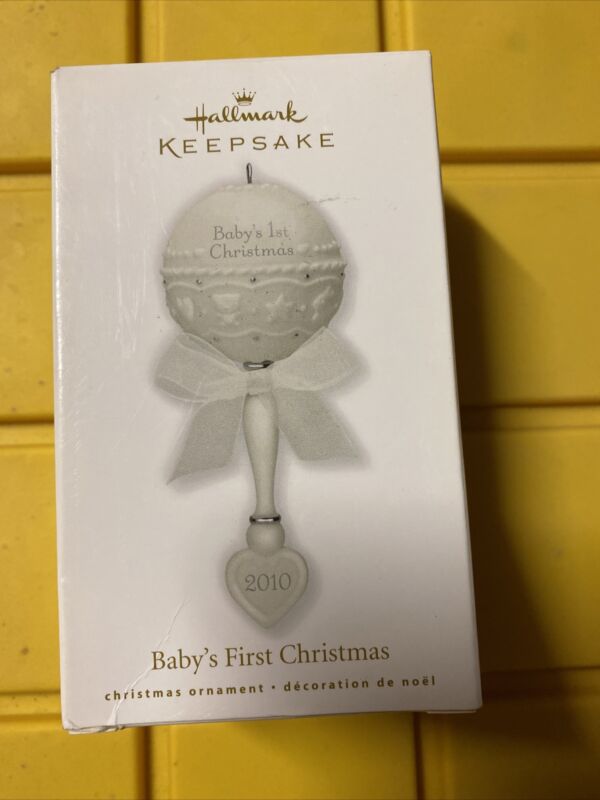 Hallmark
KEEPSAKE
Baby's 1st
Christmas
2010
Baby's First Christmas
christmas ornament • décoration de noël